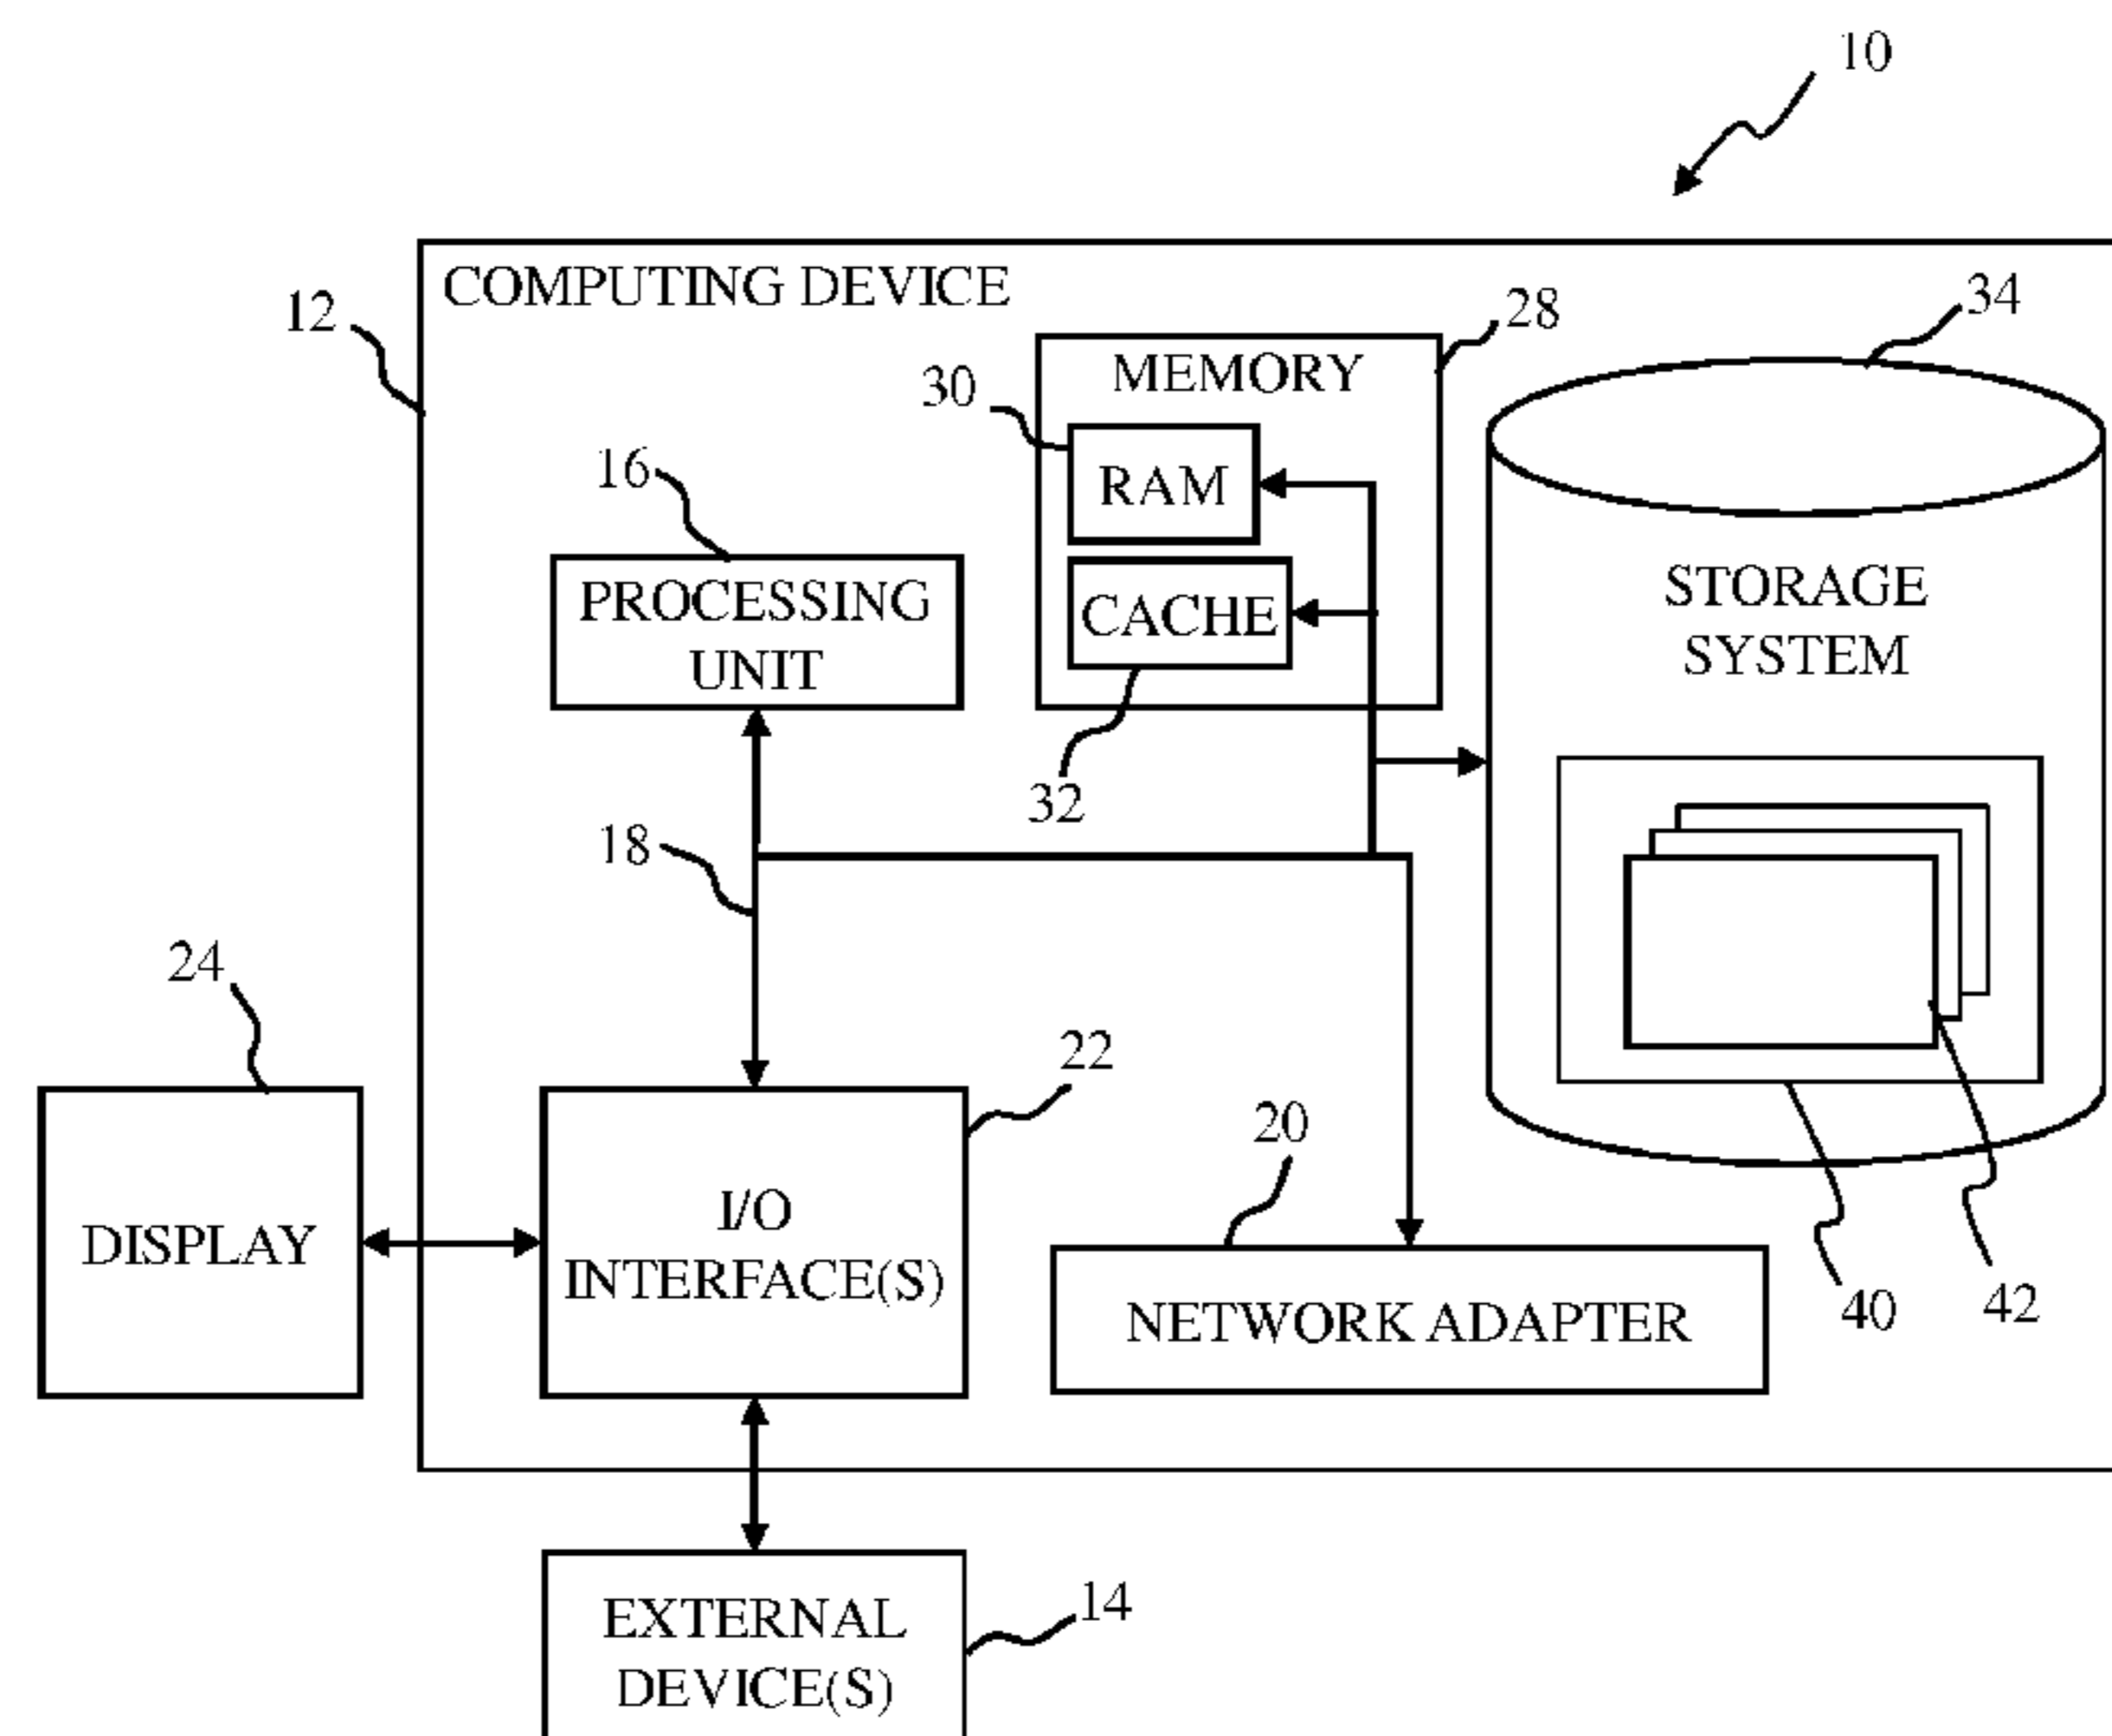 10
COMPUTING DEVICE
12
28
34
MEMORY
30
RAM
16
PROCESSING
UNIT
CACHE
STORAGE
SYSTEM
32
18
24
22
20
DISPLAY
I/O
INTERFACE(S)
NETWORK ADAPTER
40
42
EXTERNAL
DEVICE(S)
14